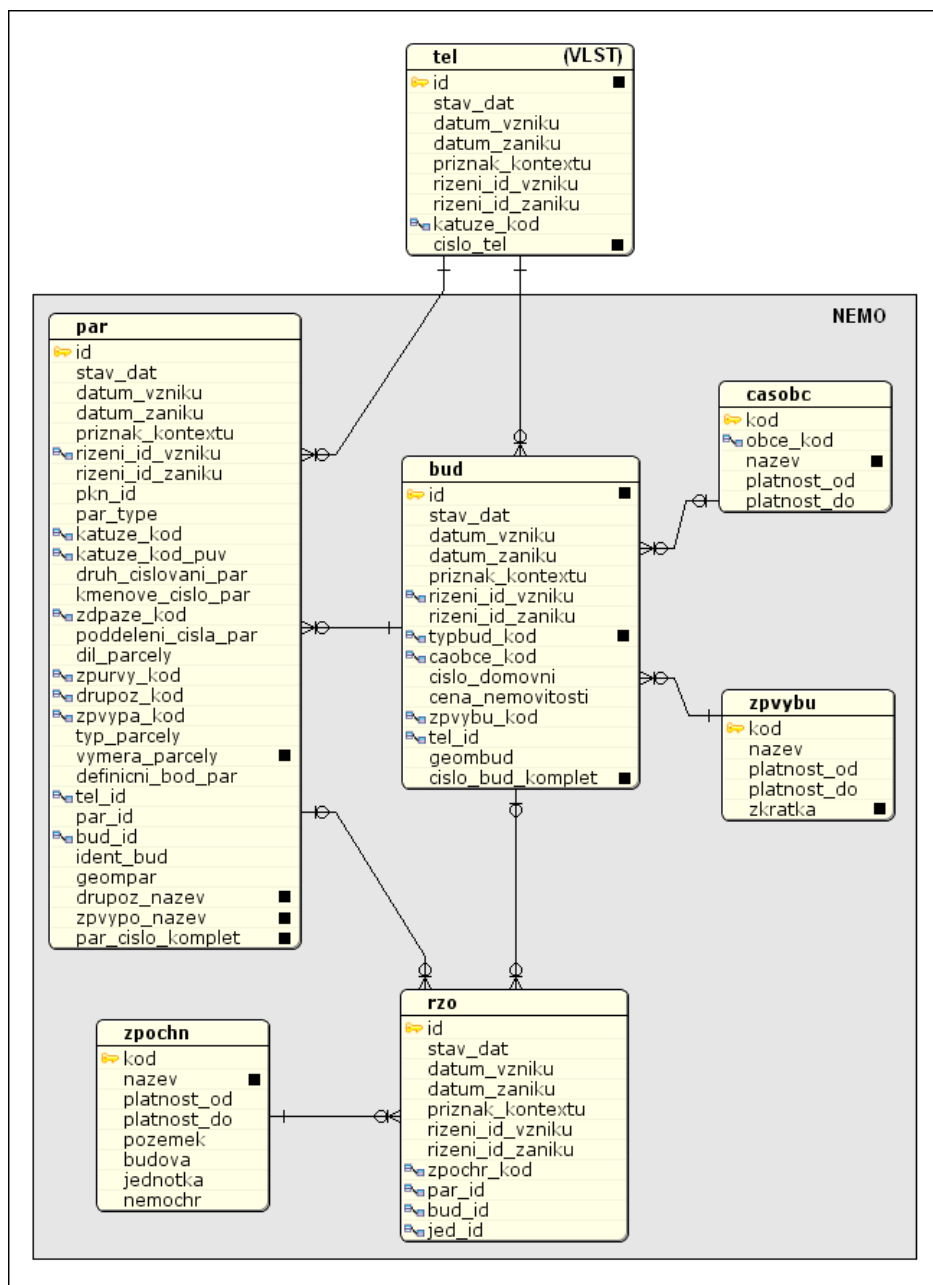 tel (VLST)
id
stav_dat
datum_vzniku
datum_zaniku
priznak_kontextu
rizeni_id_vzniku
rizeni_id_zaniku
katuze_kod
cislo_tel
NEMO
par
id
stav_dat
datum_vzniku
datum_zaniku
priznak_kontextu
rizeni_id_vzniku
rizeni_id_zaniku
pkn_id
par_type
katuze_kod
katuze_kod_puv
druh_cislovani_par
kmenove_cislo_par
zdpaze_kod
poddeleni_cisla_par
dil_parcely
zpurvy_kod
drupoz_kod
zpvypa_kod
typ_parcely
vymera_parcely
definicni_bod_par
tel_id
par_id
bud_id
ident_bud
geompar
drupoz_nazev
zpvypo_nazev
par_cislo_komplet
bud
id
stav_dat
datum_vzniku
datum_zaniku
priznak_kontextu
rizeni_id_vzniku
rizeni_id_zaniku
typbud_kod
caobce_kod
cislo_domovni
cena_nemovitosti
zpvybu_kod
tel_id
geombud
cislo_bud_komplet
casobc
kod
obce_kod
nazev
platnost_od
platnost_do
zpvybu
kod
nazev
platnost_od
platnost_do
zkratka
zpochn
kod
nazev
platnost_od
platnost_do
pozemek
budova
jednotka
nemochr
rzo
id
stav_dat
datum_vzniku
datum_zaniku
priznak_kontextu
rizeni_id_vzniku
rizeni_id_zaniku
zpochr_kod
par_id
bud_id
jed_id